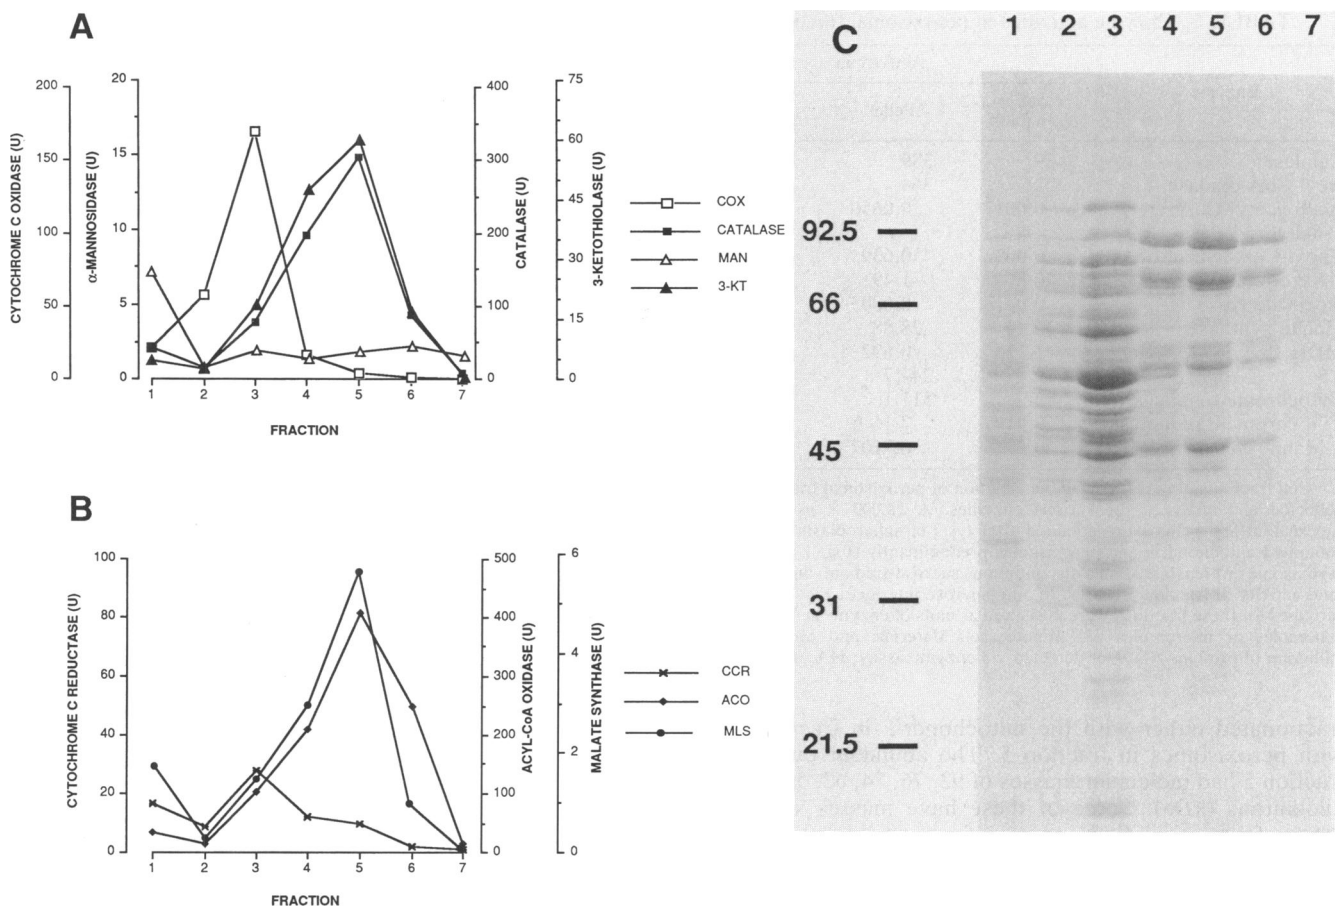 A
CYTOCHROME C OXIDASE (U)
200
150
100
50
0
α-MANNOSIDASE (U)
20
15
10
5
0
CATALASE (U)
400
300
200
100
0
3-KETOTHIOLASE (U)
75
60
45
30
15
0
1 2 3 4 5 6 7
FRACTION
COX
CATALASE
MAN
3-KT
B
CYTOCHROME C REDUCTASE (U)
100
80
60
40
20
0
ACYL-CoA OXIDASE (U)
500
400
300
200
100
0
MALATE SYNTHASE (U)
6
4
2
0
1 2 3 4 5 6 7
FRACTION
CCR
ACO
MLS
C
1 2 3 4 5 6 7
92.5
66
45
31
21.5